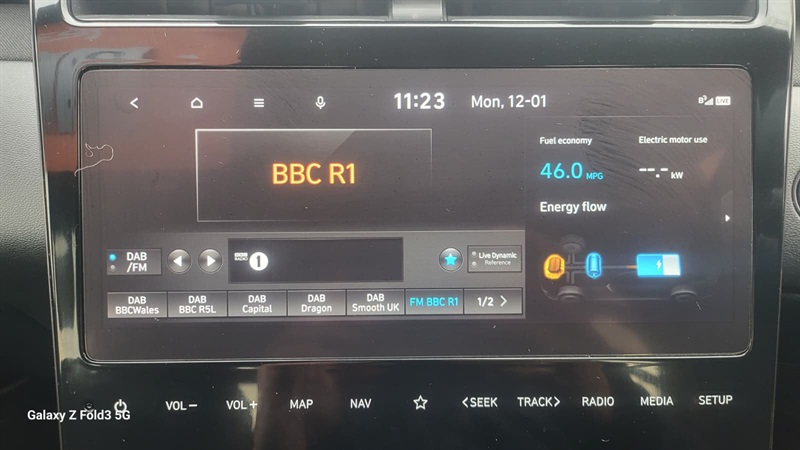 11:23 Mon, 12-01 LIVE
BBC R1
Fuel economy Electric motor use
46.0 MPG --.- kW
Energy flow
DAB
/FM
BBC
RADIO 1
Live Dynamic
Reference
DAB
BBCWales
DAB
BBC R5L
DAB
Capital
DAB
Dragon
DAB
Smooth UK
FM BBC R1
1/2 >
VOL−
VOL+
MAP
NAV
<SEEK
TRACK>
RADIO
MEDIA
SETUP
Galaxy Z Fold3 5G